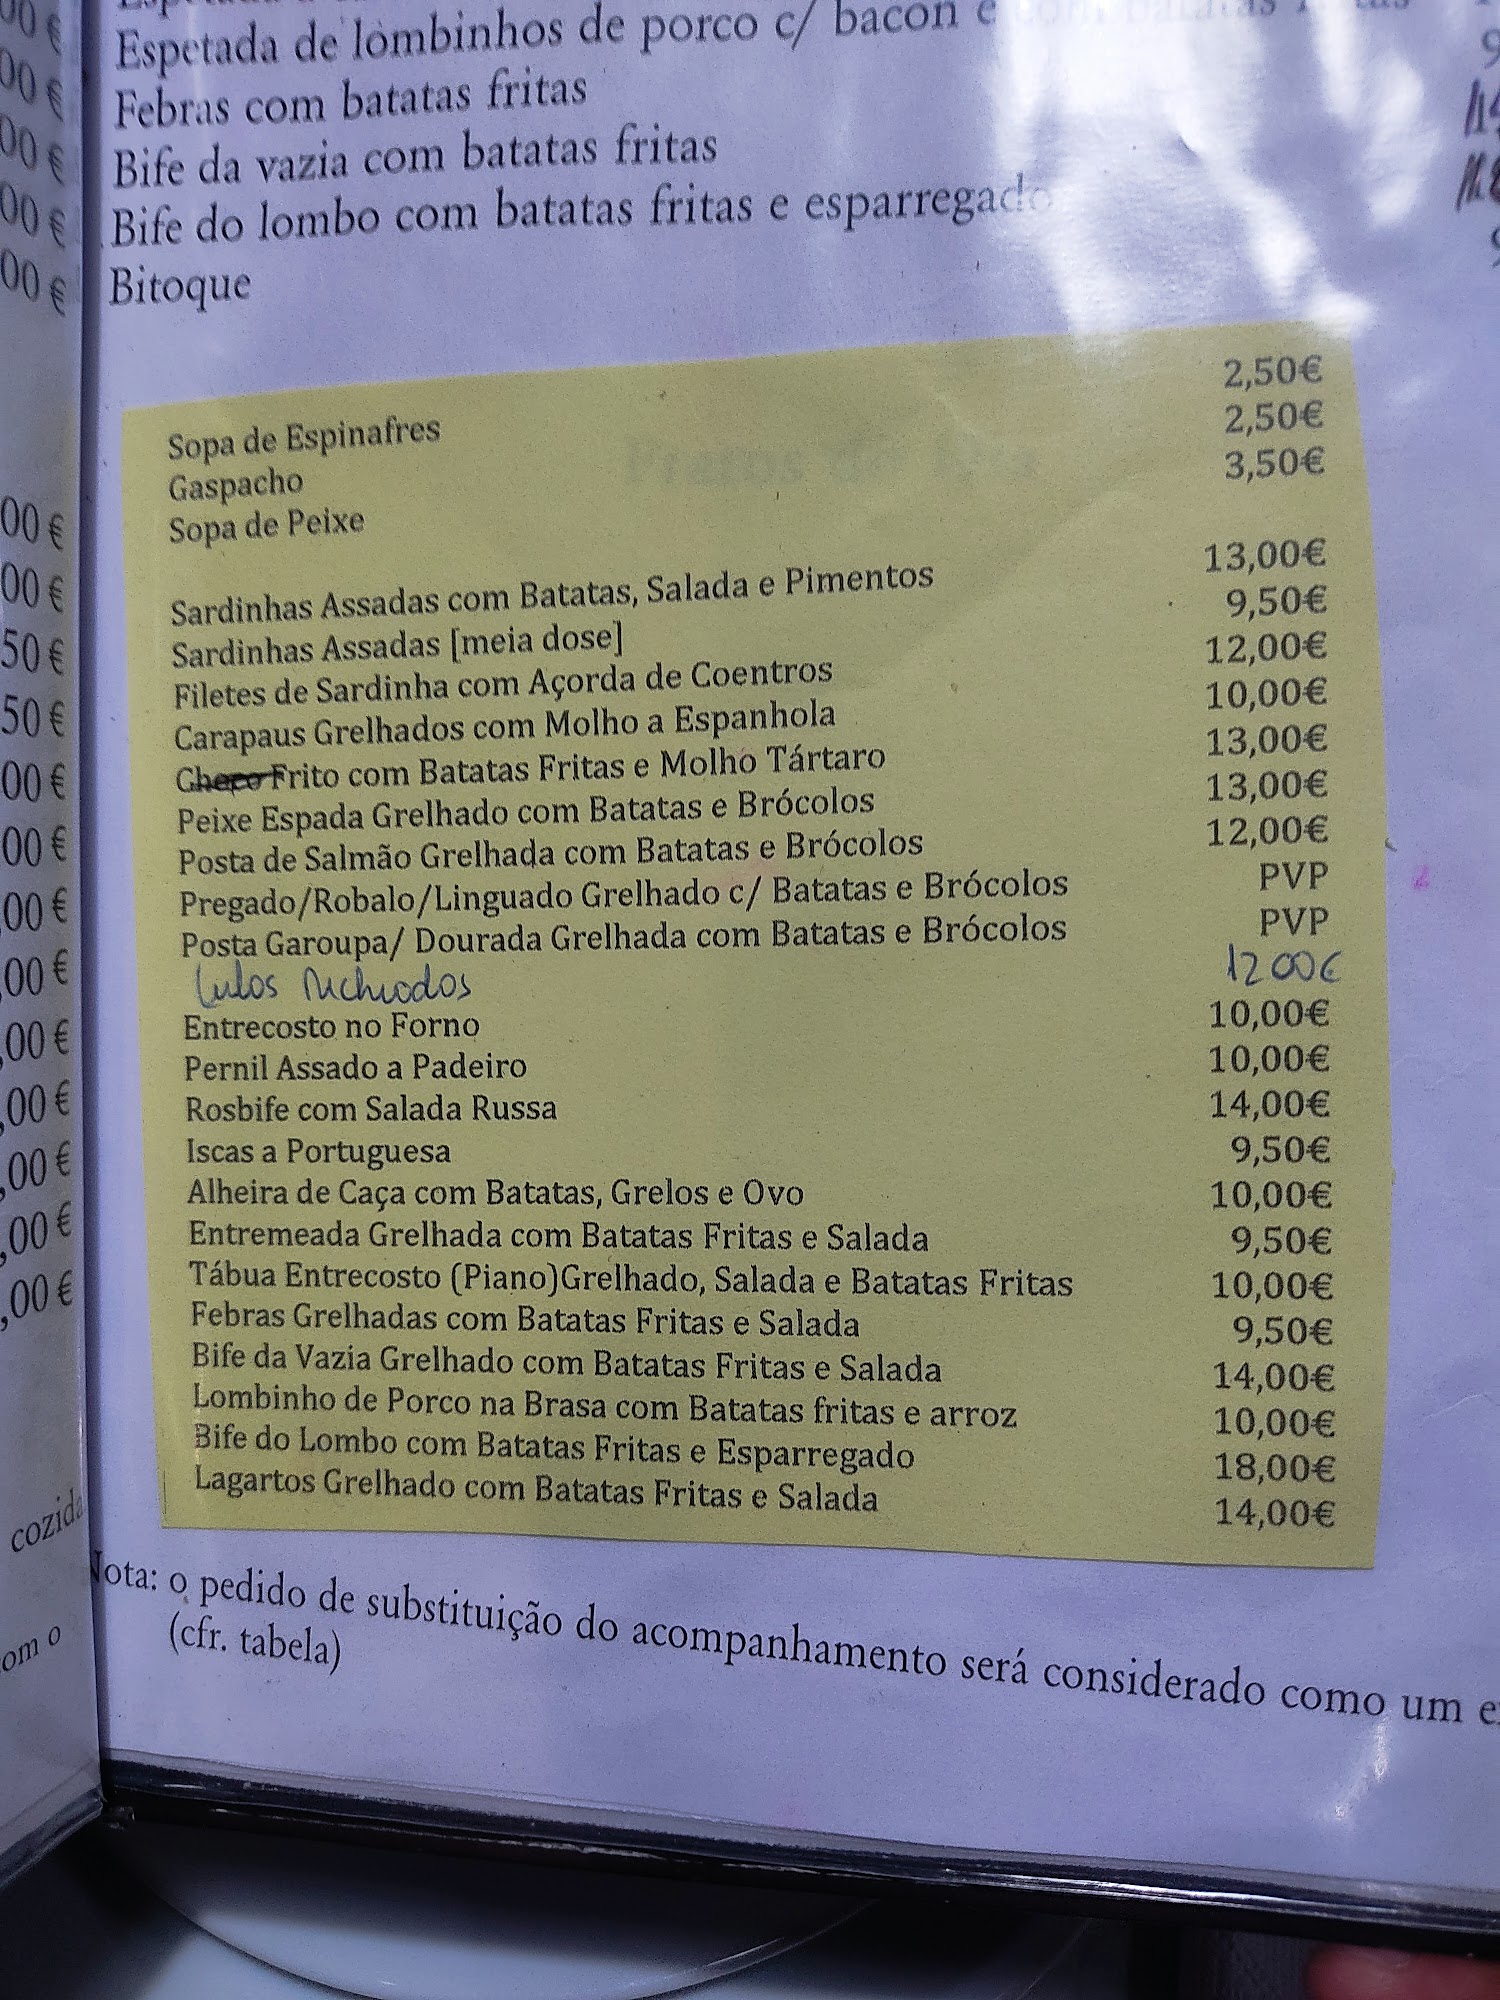 Espetada de lombinhos de porco c/ bacon e com batatas fritas
Febras com batatas fritas
Bife da vazia com batatas fritas
Bife do lombo com batatas fritas e esparregado
Bitoque
Sopa de Espinafres 2,50€
Gaspacho 2,50€
Sopa de Peixe 3,50€
Sardinhas Assadas com Batatas, Salada e Pimentos 13,00€
Sardinhas Assadas [meia dose] 9,50€
Filetes de Sardinha com Açorda de Coentros 12,00€
Carapaus Grelhados com Molho a Espanhola 10,00€
Choco Frito com Batatas Fritas e Molho Tártaro 13,00€
Peixe Espada Grelhado com Batatas e Brócolos 13,00€
Posta de Salmão Grelhada com Batatas e Brócolos 12,00€
Pregado/Robalo/Linguado Grelhado c/ Batatas e Brócolos PVP
Posta Garoupa/ Dourada Grelhada com Batatas e Brócolos PVP
Lulas Recheadas 12 00€
Entrecosto no Forno 10,00€
Pernil Assado a Padeiro 10,00€
Rosbife com Salada Russa 14,00€
Iscas a Portuguesa 9,50€
Alheira de Caça com Batatas, Grelos e Ovo 10,00€
Entremeada Grelhada com Batatas Fritas e Salada 9,50€
Tábua Entrecosto (Piano)Grelhado, Salada e Batatas Fritas 10,00€
Febras Grelhadas com Batatas Fritas e Salada 9,50€
Bife da Vazia Grelhado com Batatas Fritas e Salada 14,00€
Lombinho de Porco na Brasa com Batatas fritas e arroz 10,00€
Bife do Lombo com Batatas Fritas e Esparregado 18,00€
Lagartos Grelhado com Batatas Fritas e Salada 14,00€
Nota: o pedido de substituição do acompanhamento será considerado como um
(cfr. tabela)